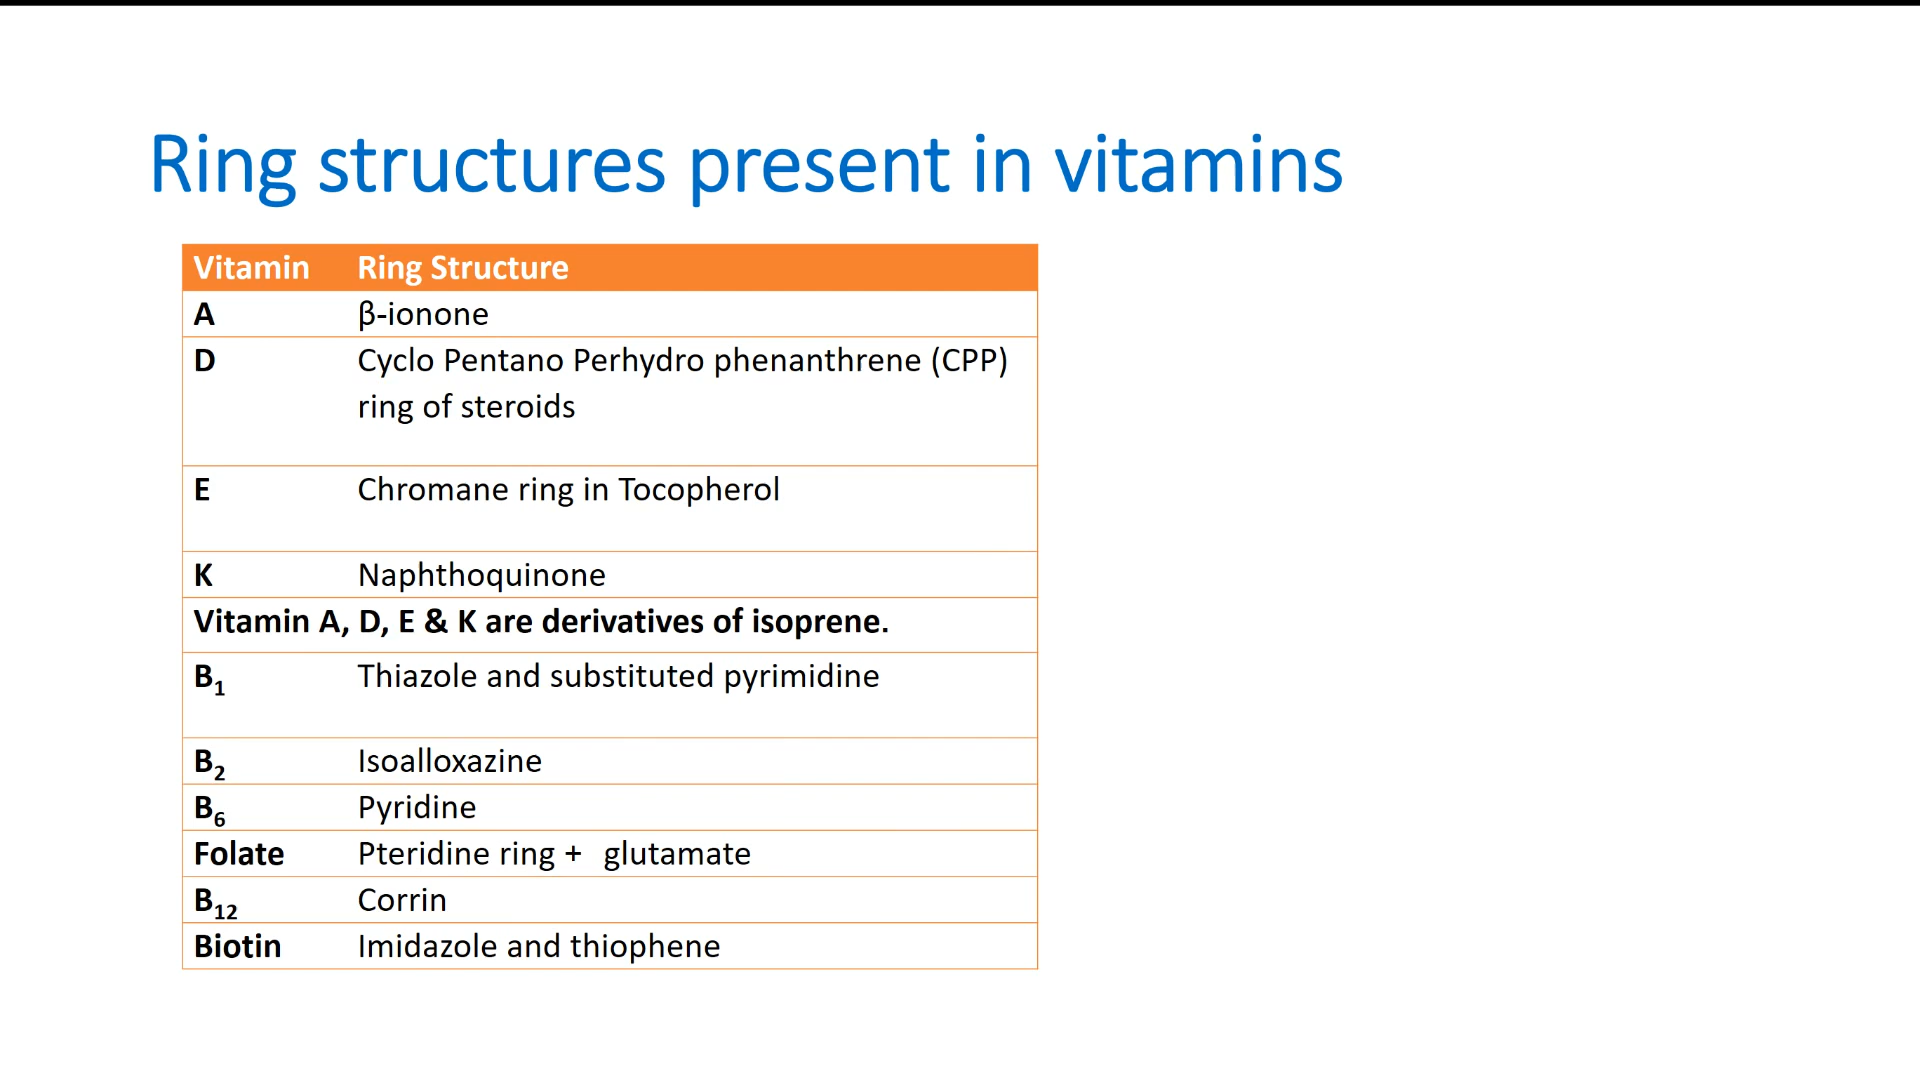 Ring structures present in vitamins
Vitamin Ring Structure
A β-ionone
D Cyclo Pentano Perhydro phenanthrene (CPP)
ring of steroids
E Chromane ring in Tocopherol
K Naphthoquinone
Vitamin A, D, E & K are derivatives of isoprene.
B₁ Thiazole and substituted pyrimidine
B₂ Isoalloxazine
B₆ Pyridine
Folate Pteridine ring + glutamate
B₁₂ Corrin
Biotin Imidazole and thiophene